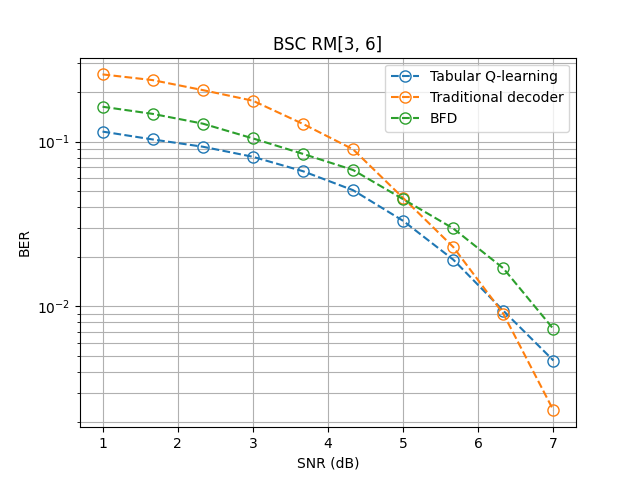 BSC RM[3, 6]
Tabular Q-learning
Traditional decoder
BFD
10⁻¹
10⁻²
BER
1 2 3 4 5 6 7
SNR (dB)